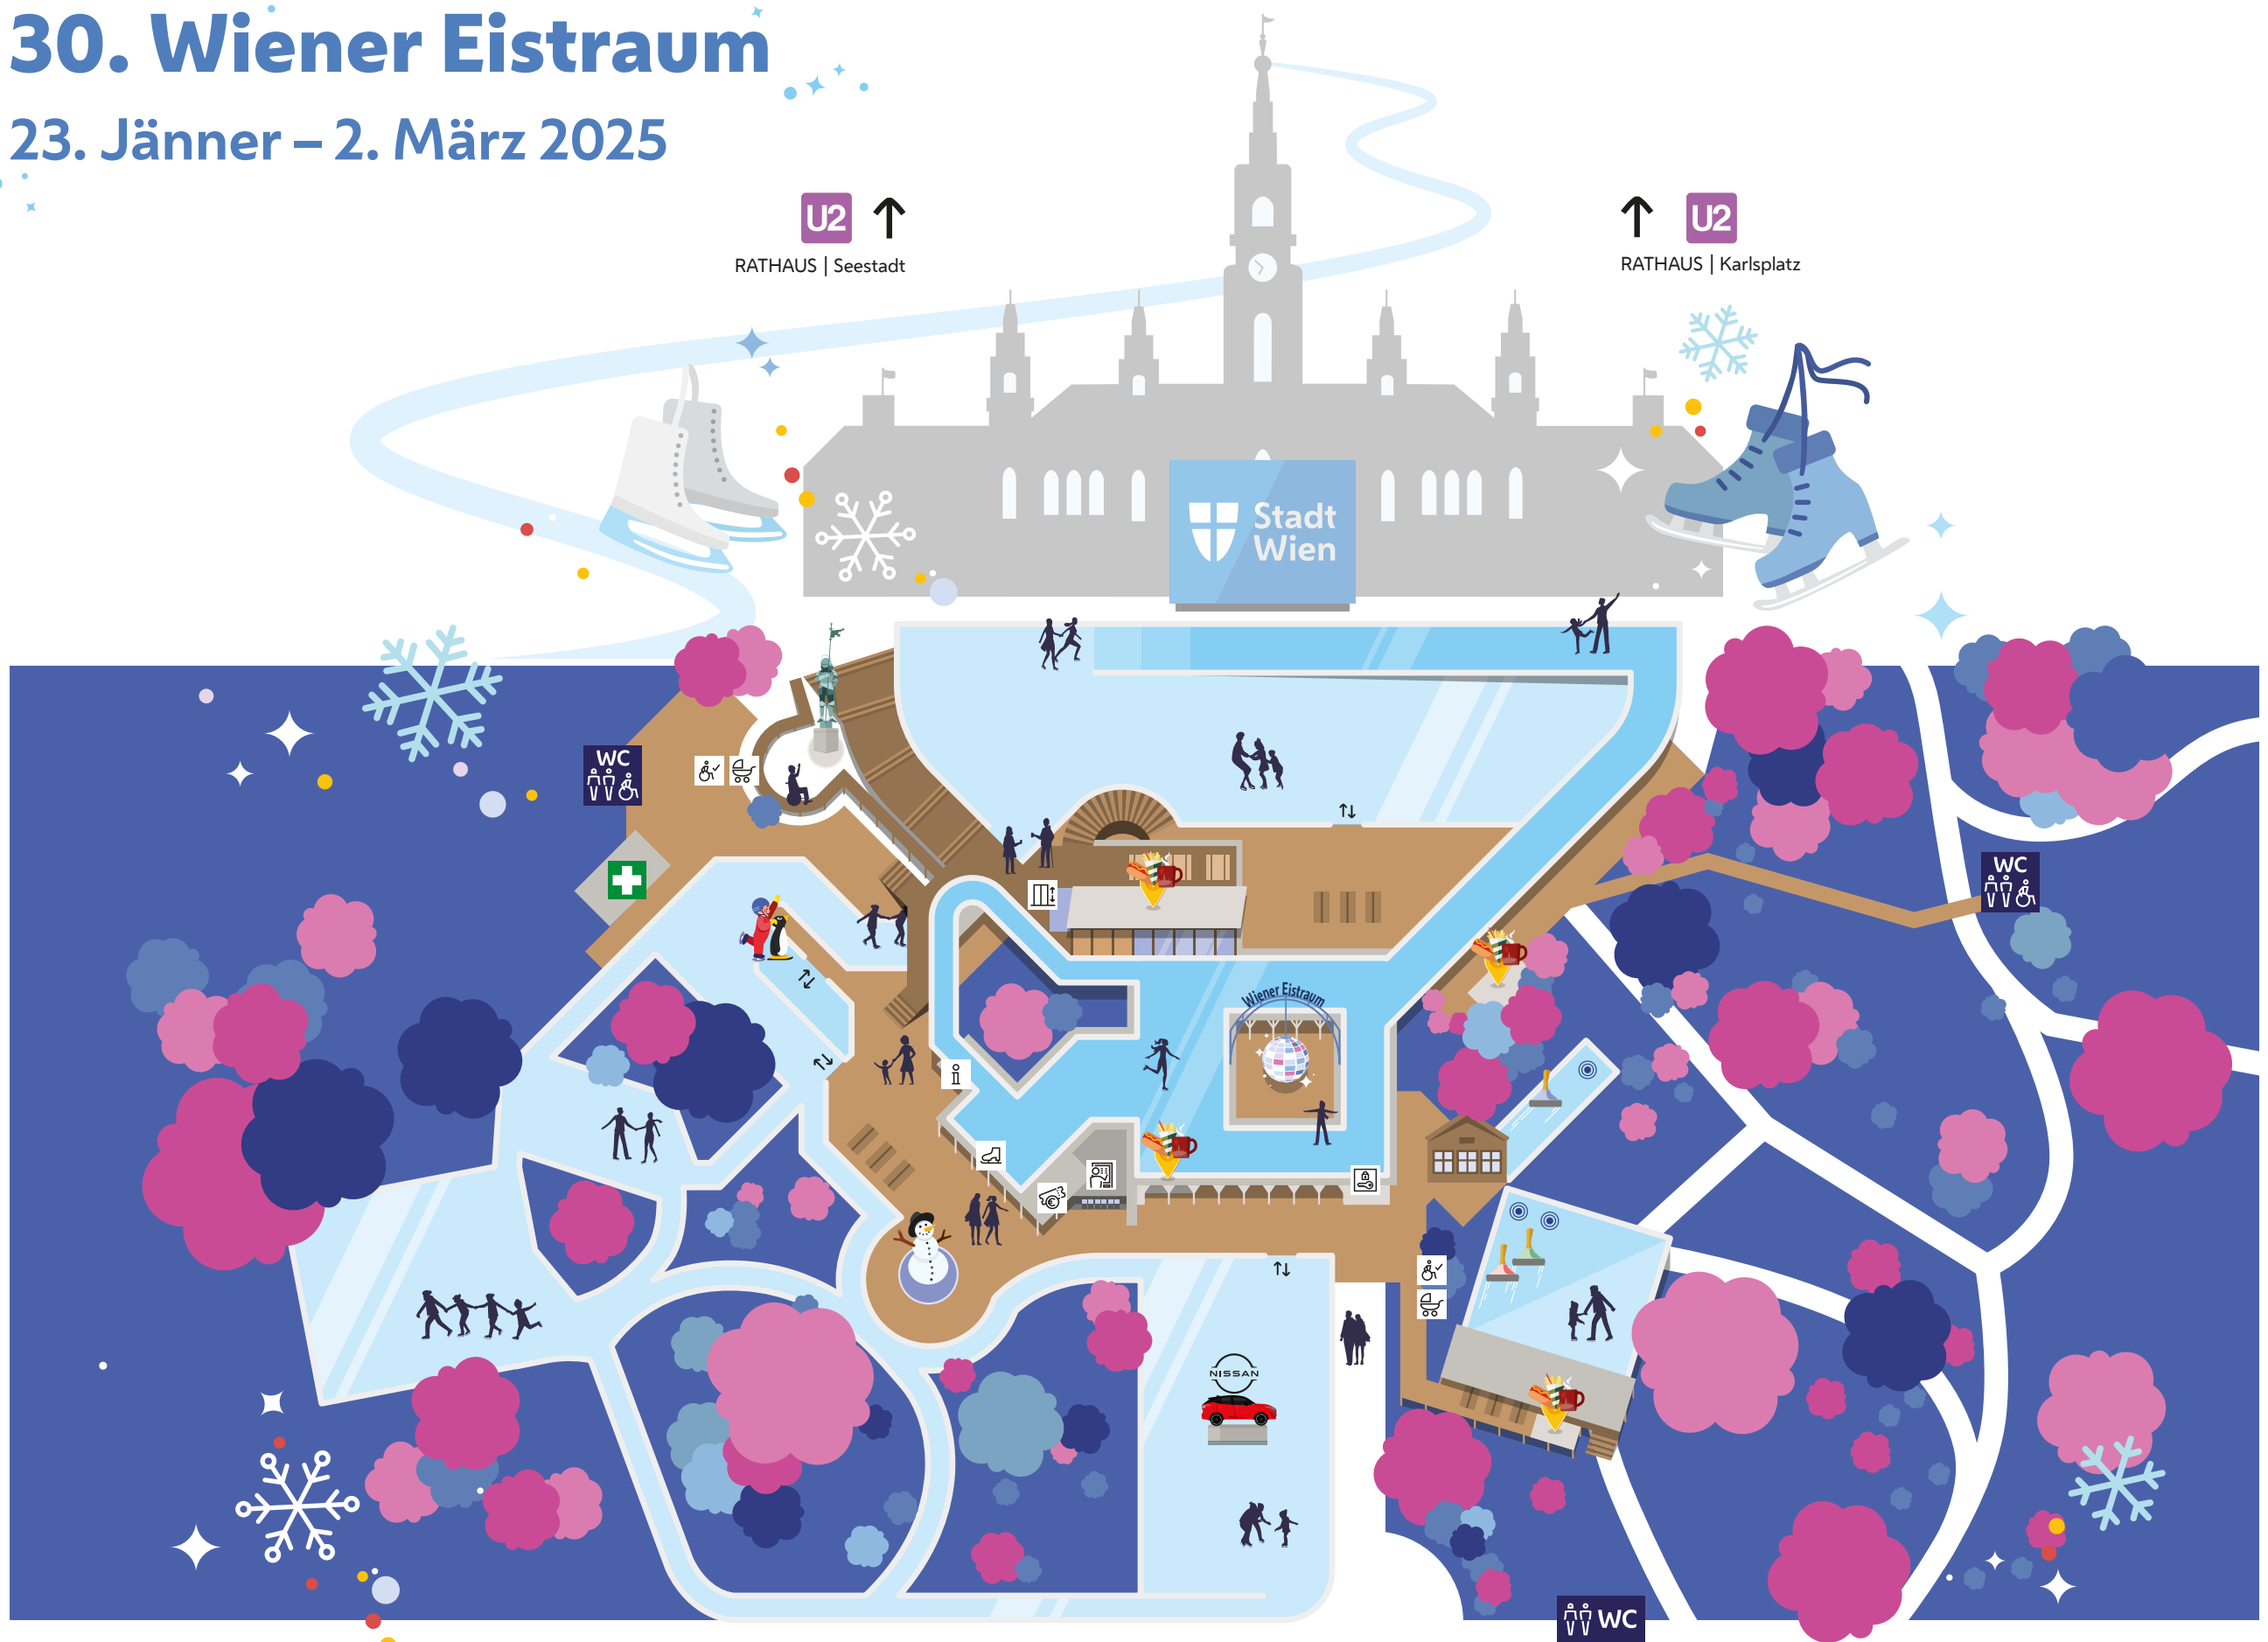 30. Wiener Eistraum
23. Jänner – 2. März 2025
U2
RATHAUS | Seestadt
U2
RATHAUS | Karlsplatz
Stadt
Wien
WC
WC
Wiener Eistraum
NISSAN
WC